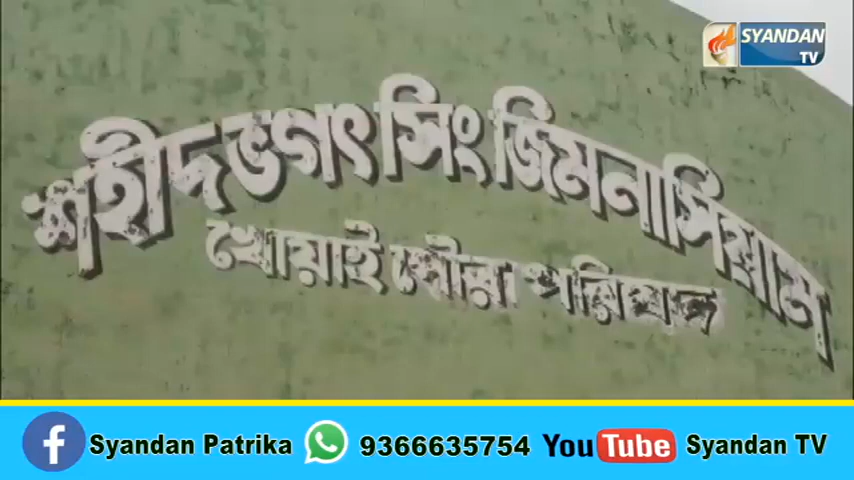 SYANDAN
TV
শহীদ ভগৎ সিং জিমনাসিয়াম
খোয়াই পৌর পরিষদ
Syandan Patrika 9366635754 YouTube Syandan TV